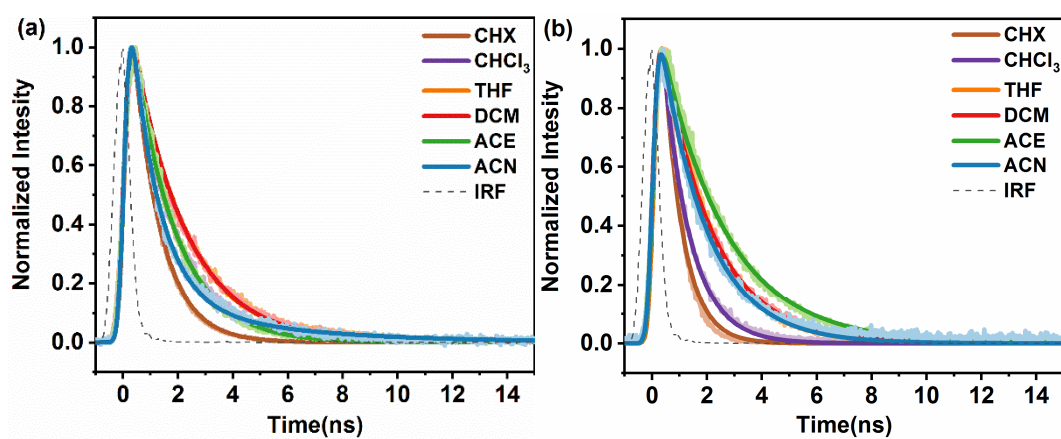 (a)
CHX
CHCl3
THF
DCM
ACE
ACN
IRF
1.0
0.8
0.6
0.4
0.2
0.0
Normalized Intesity
0 2 4 6 8 10 12 14
Time(ns)
(b)
CHX
CHCl3
THF
DCM
ACE
ACN
IRF
1.0
0.8
0.6
0.4
0.2
0.0
Normalized Intesity
0 2 4 6 8 10 12 14
Time(ns)